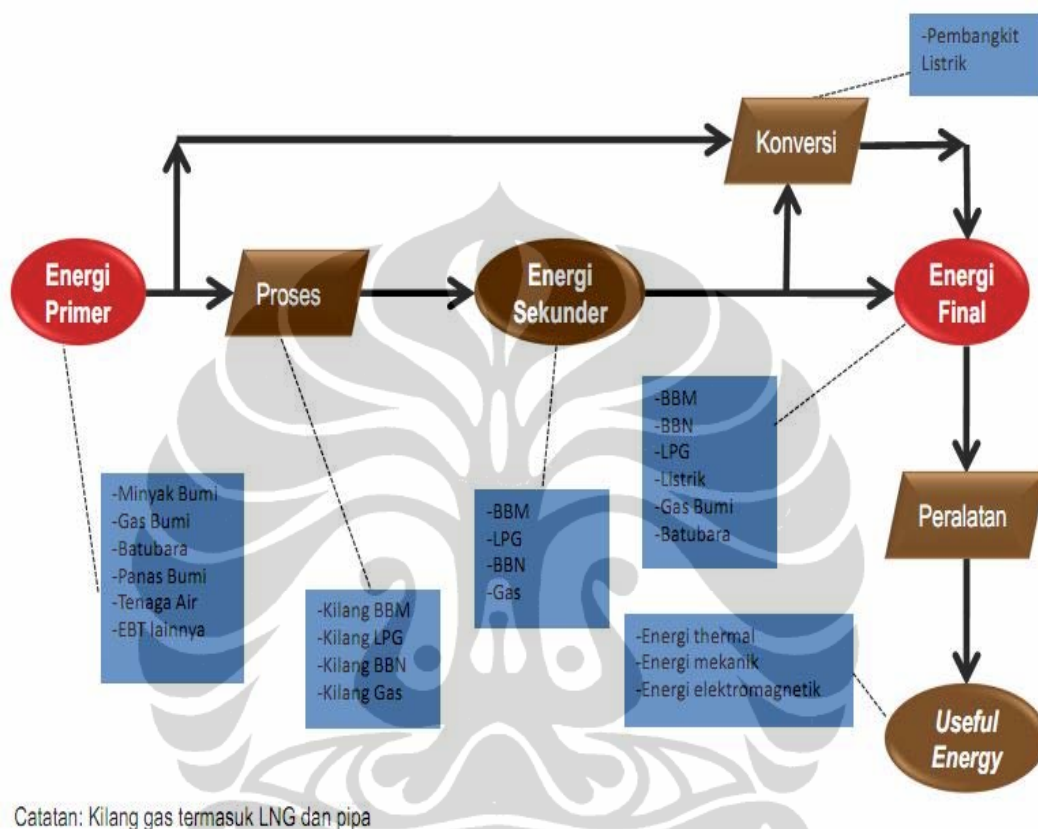 -Pembangkit
Listrik
Konversi
Energi
Primer
Proses
Energi
Sekunder
Energi
Final
-Minyak Bumi
-Gas Bumi
-Batubara
-Panas Bumi
-Tenaga Air
-EBT lainnya
-Kilang BBM
-Kilang LPG
-Kilang BBN
-Kilang Gas
-BBM
-LPG
-BBN
-Gas
-BBM
-BBN
-LPG
-Listrik
-Gas Bumi
-Batubara
Peralatan
-Energi thermal
-Energi mekanik
-Energi elektromagnetik
Useful
Energy
Catatan: Kilang gas termasuk LNG dan pipa